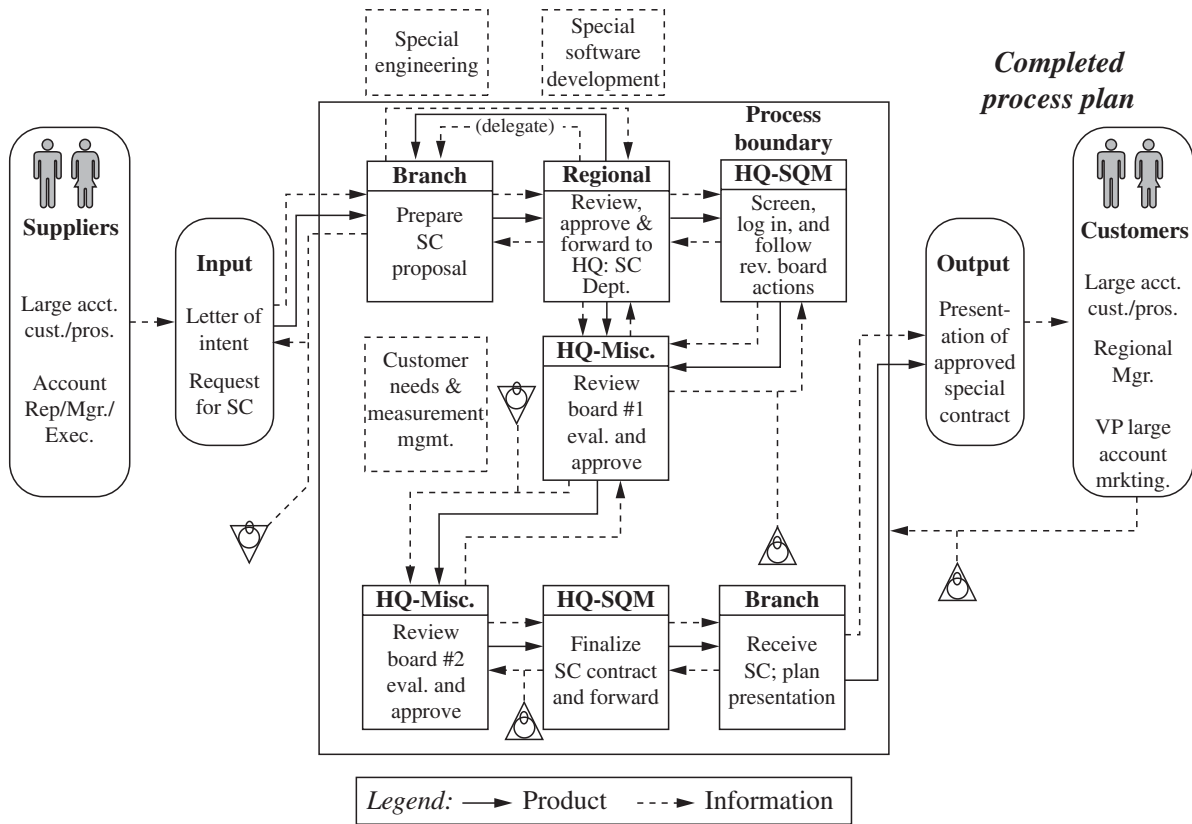 Special
engineering
Special
software
development
Completed
process plan
Process
boundary
(delegate)
Suppliers
Large acct.
cust./pros.
Account
Rep/Mgr./
Exec.
Input
Letter of
intent
Request
for SC
Branch
Prepare
SC
proposal
Regional
Review,
approve &
forward to
HQ: SC
Dept.
HQ-SQM
Screen,
log in, and
follow
rev. board
actions
Customer
needs &
measurement
mgmt.
HQ-Misc.
Review
board #1
eval. and
approve
HQ-Misc.
Review
board #2
eval. and
approve
HQ-SQM
Finalize
SC contract
and forward
Branch
Receive
SC; plan
presentation
Output
Present-
ation of
approved
special
contract
Customers
Large acct.
cust./pros.
Regional
Mgr.
VP large
account
mrkting.
Legend: Product Information